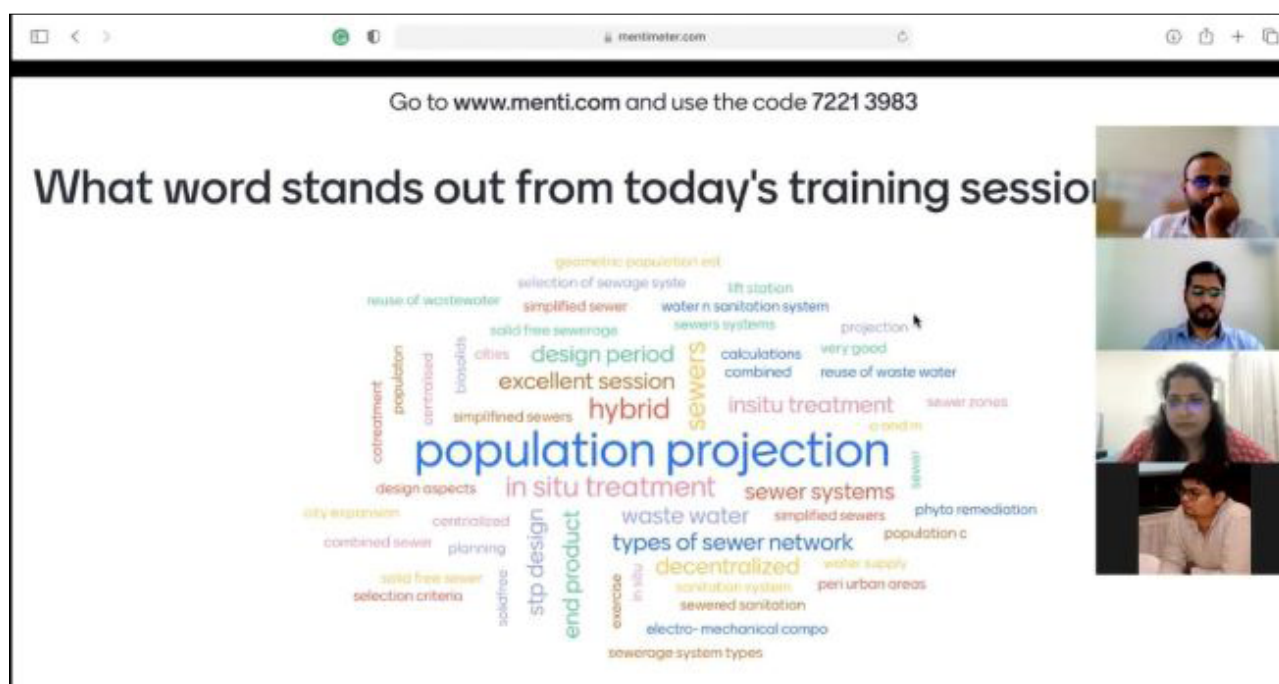 mentimeter.com
Go to www.menti.com and use the code 7221 3983
What word stands out from today's training session
geometric population est
selection of sewage syste
lift station
reuse of wastewater
simplified sewer
water n sanitation system
solid free sewerage
sewers systems
projection
populaton
centralised
biosolids
cities
design period
sewers
calculations
very good
combined
reuse of waste water
excellent session
cotreatment
simplifined sewers
hybrid
insitu treatment
sewer zones
o and m
population projection
sewer
design aspects
in situ treatment
sewer systems
city expansion
centralized
stp design
end product
waste water
simplified sewers
phyto remediation
population c
combined sewer
planning
types of sewer network
solid free sewer
decentralized
water supply
selection criteria
solidfree
exercise
in situ
sanitation system
peri urban areas
sewered sanitation
electro- mechanical compo
sewerage system types